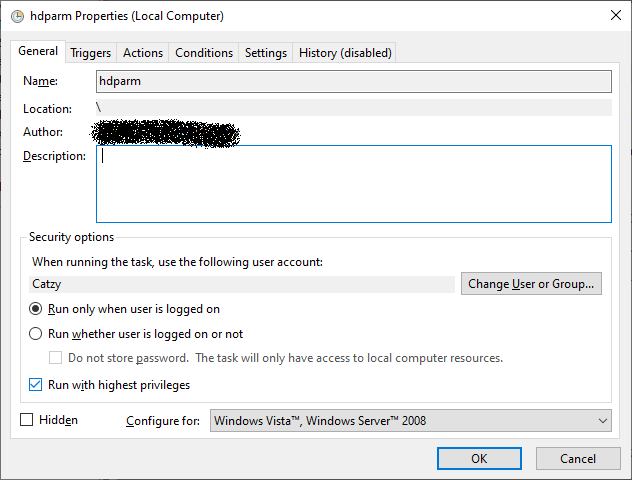 hdparm Properties (Local Computer)
General Triggers Actions Conditions Settings History (disabled)
Name: hdparm
Location: \
Author:
Description:
Security options
When running the task, use the following user account:
Catzy Change User or Group...
Run only when user is logged on
Run whether user is logged on or not
Do not store password. The task will only have access to local computer resources.
Run with highest privileges
Hidden Configure for: Windows Vista™, Windows Server™ 2008
OK Cancel